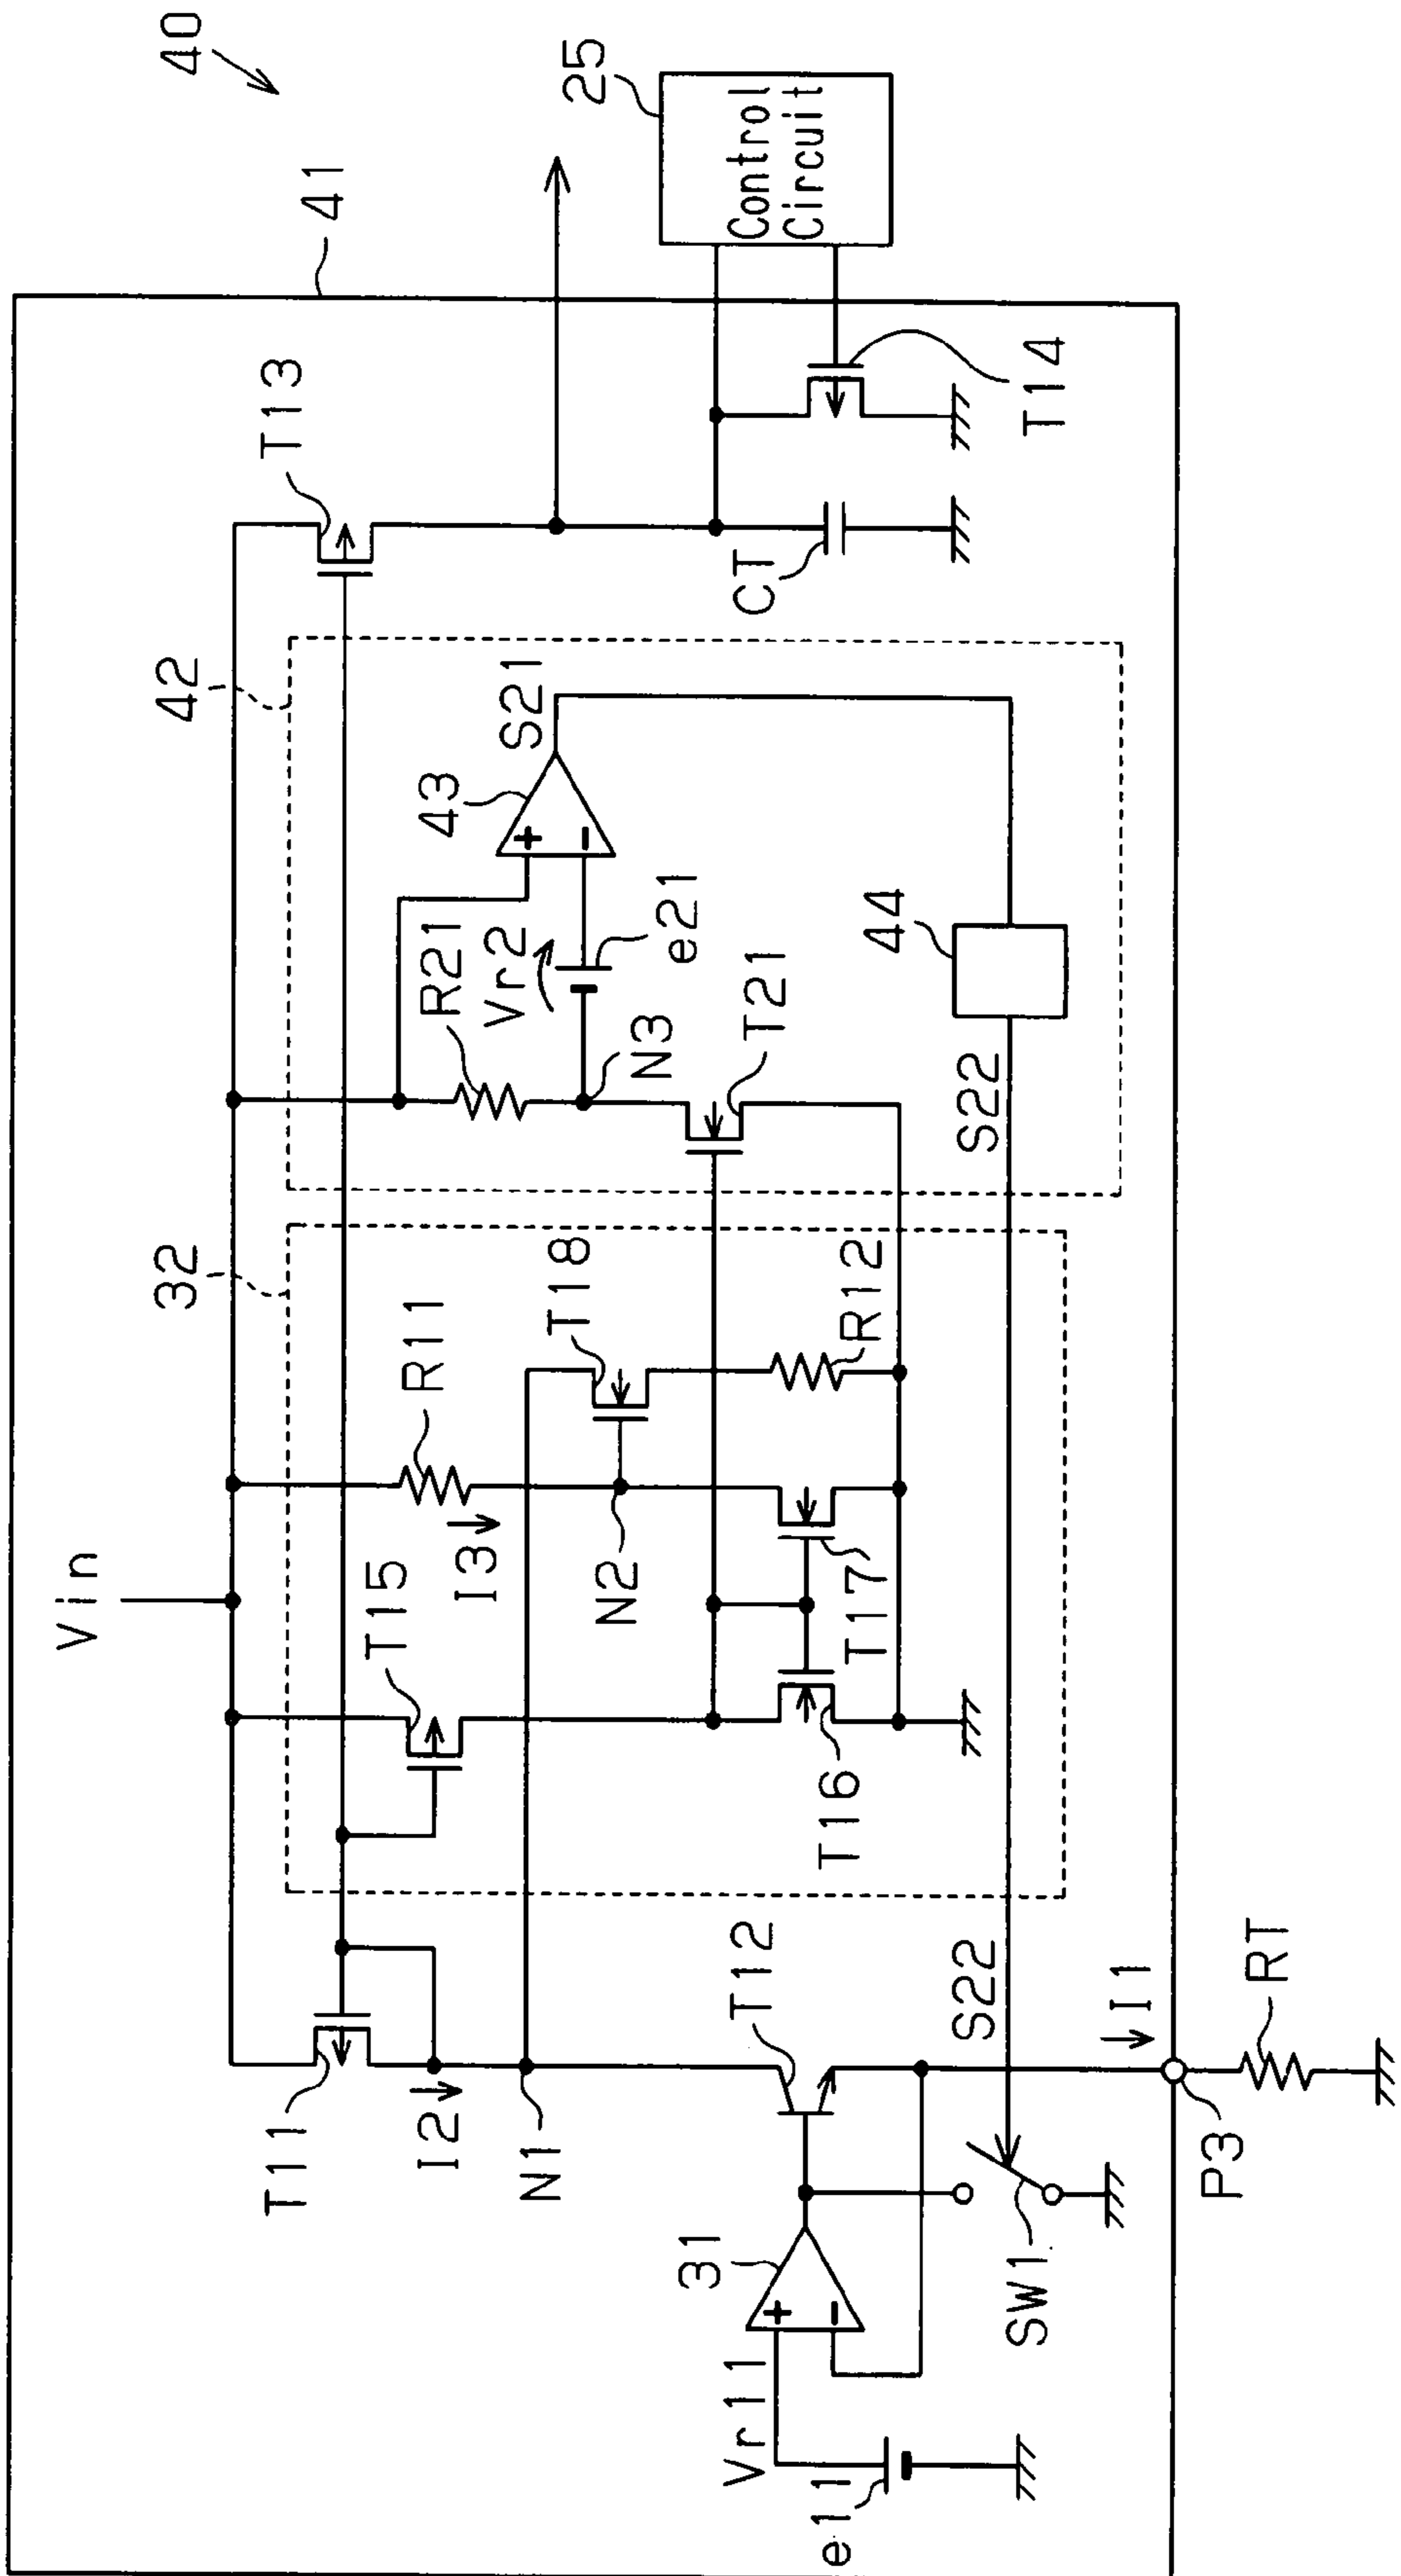 40
41
25
Control
Circuit
T13
T14
CT
42
S21
43
R21
Vr2
e21
N3
T21
44
S22
32
R11
T18
R12
I3
N2
T17
Vin
T15
T16
T11
I2
N1
T12
S22
I1
RT
P3
31
SW1
Vr11
e11